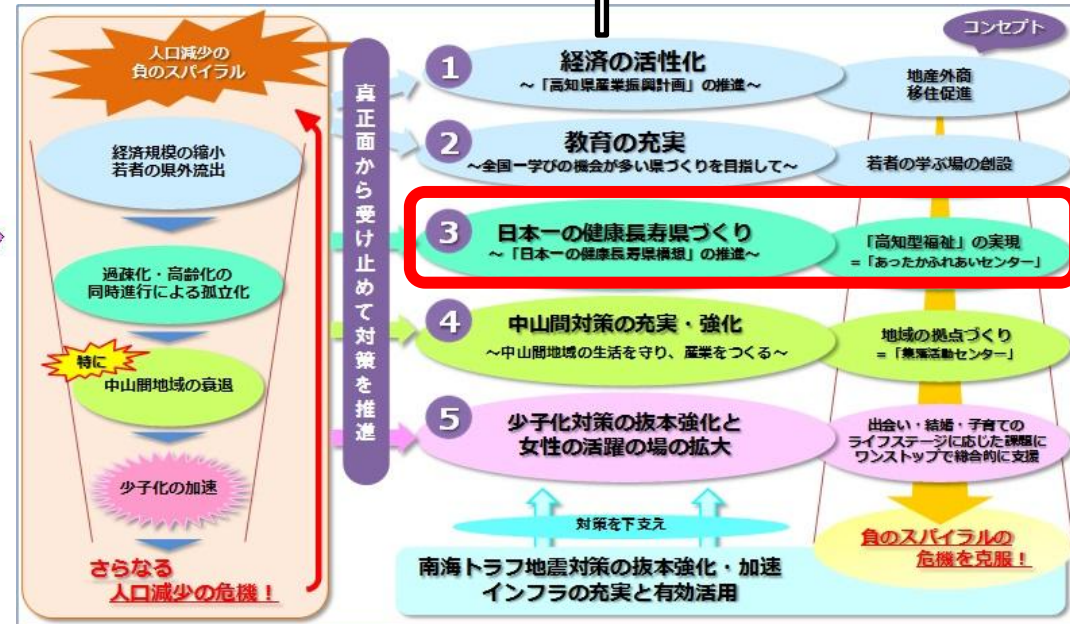 人口減少の
負のスパイラル
経済規模の縮小
若者の県外流出
過疎化・高齢化の
同時進行による孤立化
特に
中山間地域の衰退
少子化の加速
さらなる
人口減少の危機！
真正面から受け止めて対策を推進
コンセプト
1
経済の活性化
～「高知県産業振興計画」の推進～
地産外商
移住促進
2
教育の充実
～全国一学びの機会が多い県づくりを目指して～
若者の学ぶ場の創設
3
日本一の健康長寿県づくり
～「日本一の健康長寿県構想」の推進～
「高知型福祉」の実現
＝「あったかふれあいセンター」
4
中山間対策の充実・強化
～中山間地域の生活を守り、産業をつくる～
地域の拠点づくり
＝「集落活動センター」
5
少子化対策の抜本強化と
女性の活躍の場の拡大
出会い・結婚・子育ての
ライフステージに応じた課題に
ワンストップで総合的に支援
対策を下支え
南海トラフ地震対策の抜本強化・加速
インフラの充実と有効活用
負のスパイラルの
危機を克服！